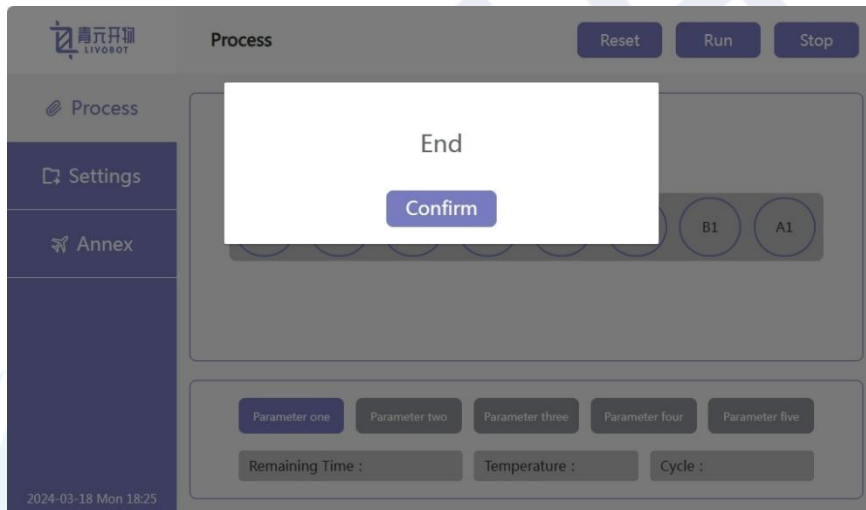 青元开物
LIVOBOT
Process
Reset
Run
Stop
Process
Settings
Annex
End
Confirm
B1
A1
Parameter one
Parameter two
Parameter three
Parameter four
Parameter five
Remaining Time :
Temperature :
Cycle :
2024-03-18 Mon 18:25